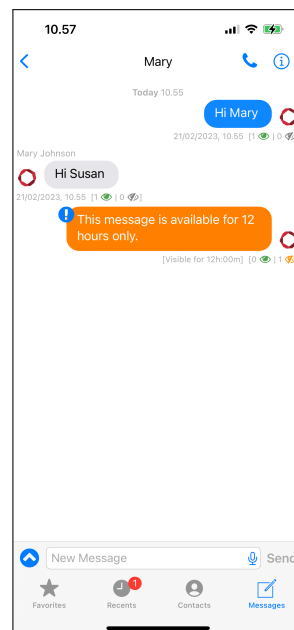 10.57
Mary
Today 10.55
Hi Mary
21/02/2023, 10.55 [1 | 0 ]
Mary Johnson
Hi Susan
21/02/2023, 10.55 [1 | 0 ]
This message is available for 12
hours only.
[Visible for 12h:00m] [0 | 1
New Message
Send
1
Favorites
Recents
Contacts
Messages